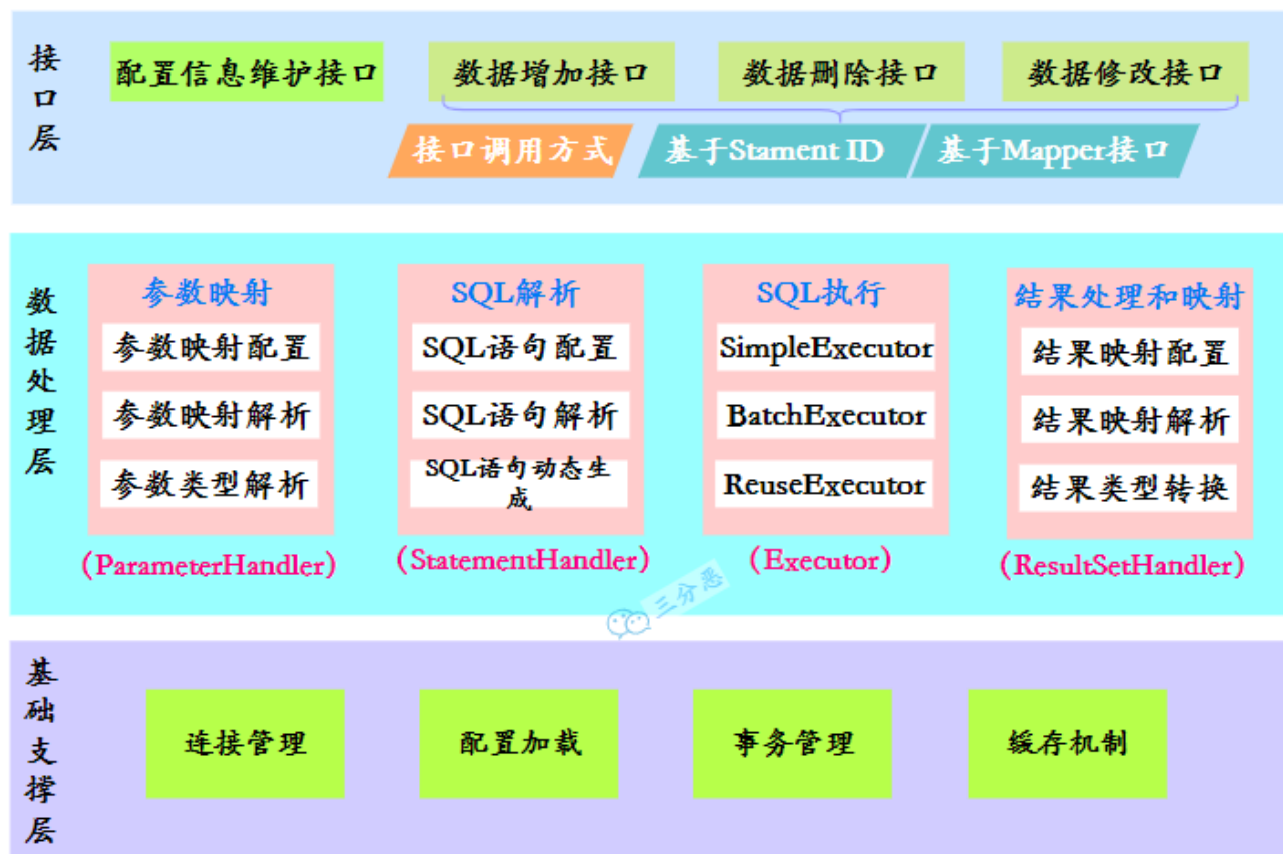 接口层
配置信息维护接口
数据增加接口
数据删除接口
数据修改接口
接口调用方式
基于Stament ID
基于Mapper接口
数据处理层
参数映射
参数映射配置
参数映射解析
参数类型解析
(ParameterHandler)
SQL解析
SQL语句配置
SQL语句解析
SQL语句动态生
成
(StatementHandler)
SQL执行
SimpleExecutor
BatchExecutor
ReuseExecutor
(Executor)
结果处理和映射
结果映射配置
结果映射解析
结果类型转换
(ResultSetHandler)
三分恶
基础支撑层
连接管理
配置加载
事务管理
缓存机制